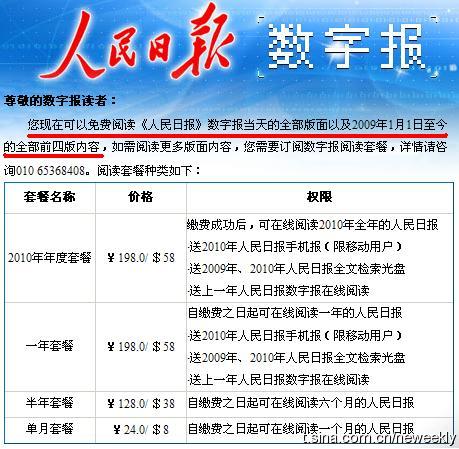 人民日报 数字报
尊敬的数字报读者：
您现在可以免费阅读《人民日报》数字报当天的全部版面以及2009年1月1日至今
的全部前四版内容，如需阅读更多版面内容，您需要订阅数字报阅读套餐，详情请咨
询010 65368408。阅读套餐种类如下：
套餐名称 价格 权限
2010年年度套餐 ￥198.0/ $58 缴费成功后，可在线阅读2010年全年的人民日报
·送2010年人民日报手机报（限移动用户）
·送2009年、2010年人民日报全文检索光盘
·送上一年人民日报数字报在线阅读
一年套餐 ￥198.0/ $58 自缴费之日起可在线阅读一年的人民日报
·送2010年人民日报手机报（限移动用户）
·送2009年、2010年人民日报全文检索光盘
·送上一年人民日报数字报在线阅读
半年套餐 ￥128.0/ $38 自缴费之日起可在线阅读六个月的人民日报
单月套餐 ￥24.0/ $8 自缴费之日起可在线阅读一个月的人民日报
t.sina.com.cn/neweekly